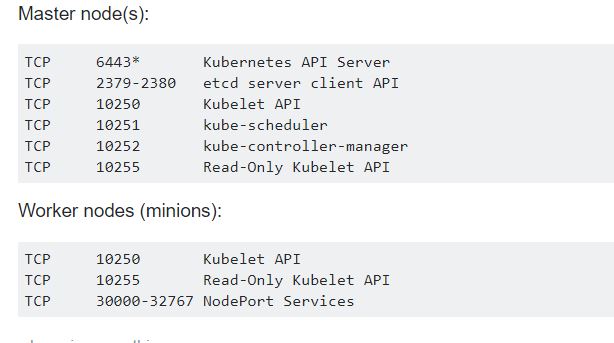 Master node(s):
TCP 6443* Kubernetes API Server
TCP 2379-2380 etcd server client API
TCP 10250 Kubelet API
TCP 10251 kube-scheduler
TCP 10252 kube-controller-manager
TCP 10255 Read-Only Kubelet API
Worker nodes (minions):
TCP 10250 Kubelet API
TCP 10255 Read-Only Kubelet API
TCP 30000-32767 NodePort Services